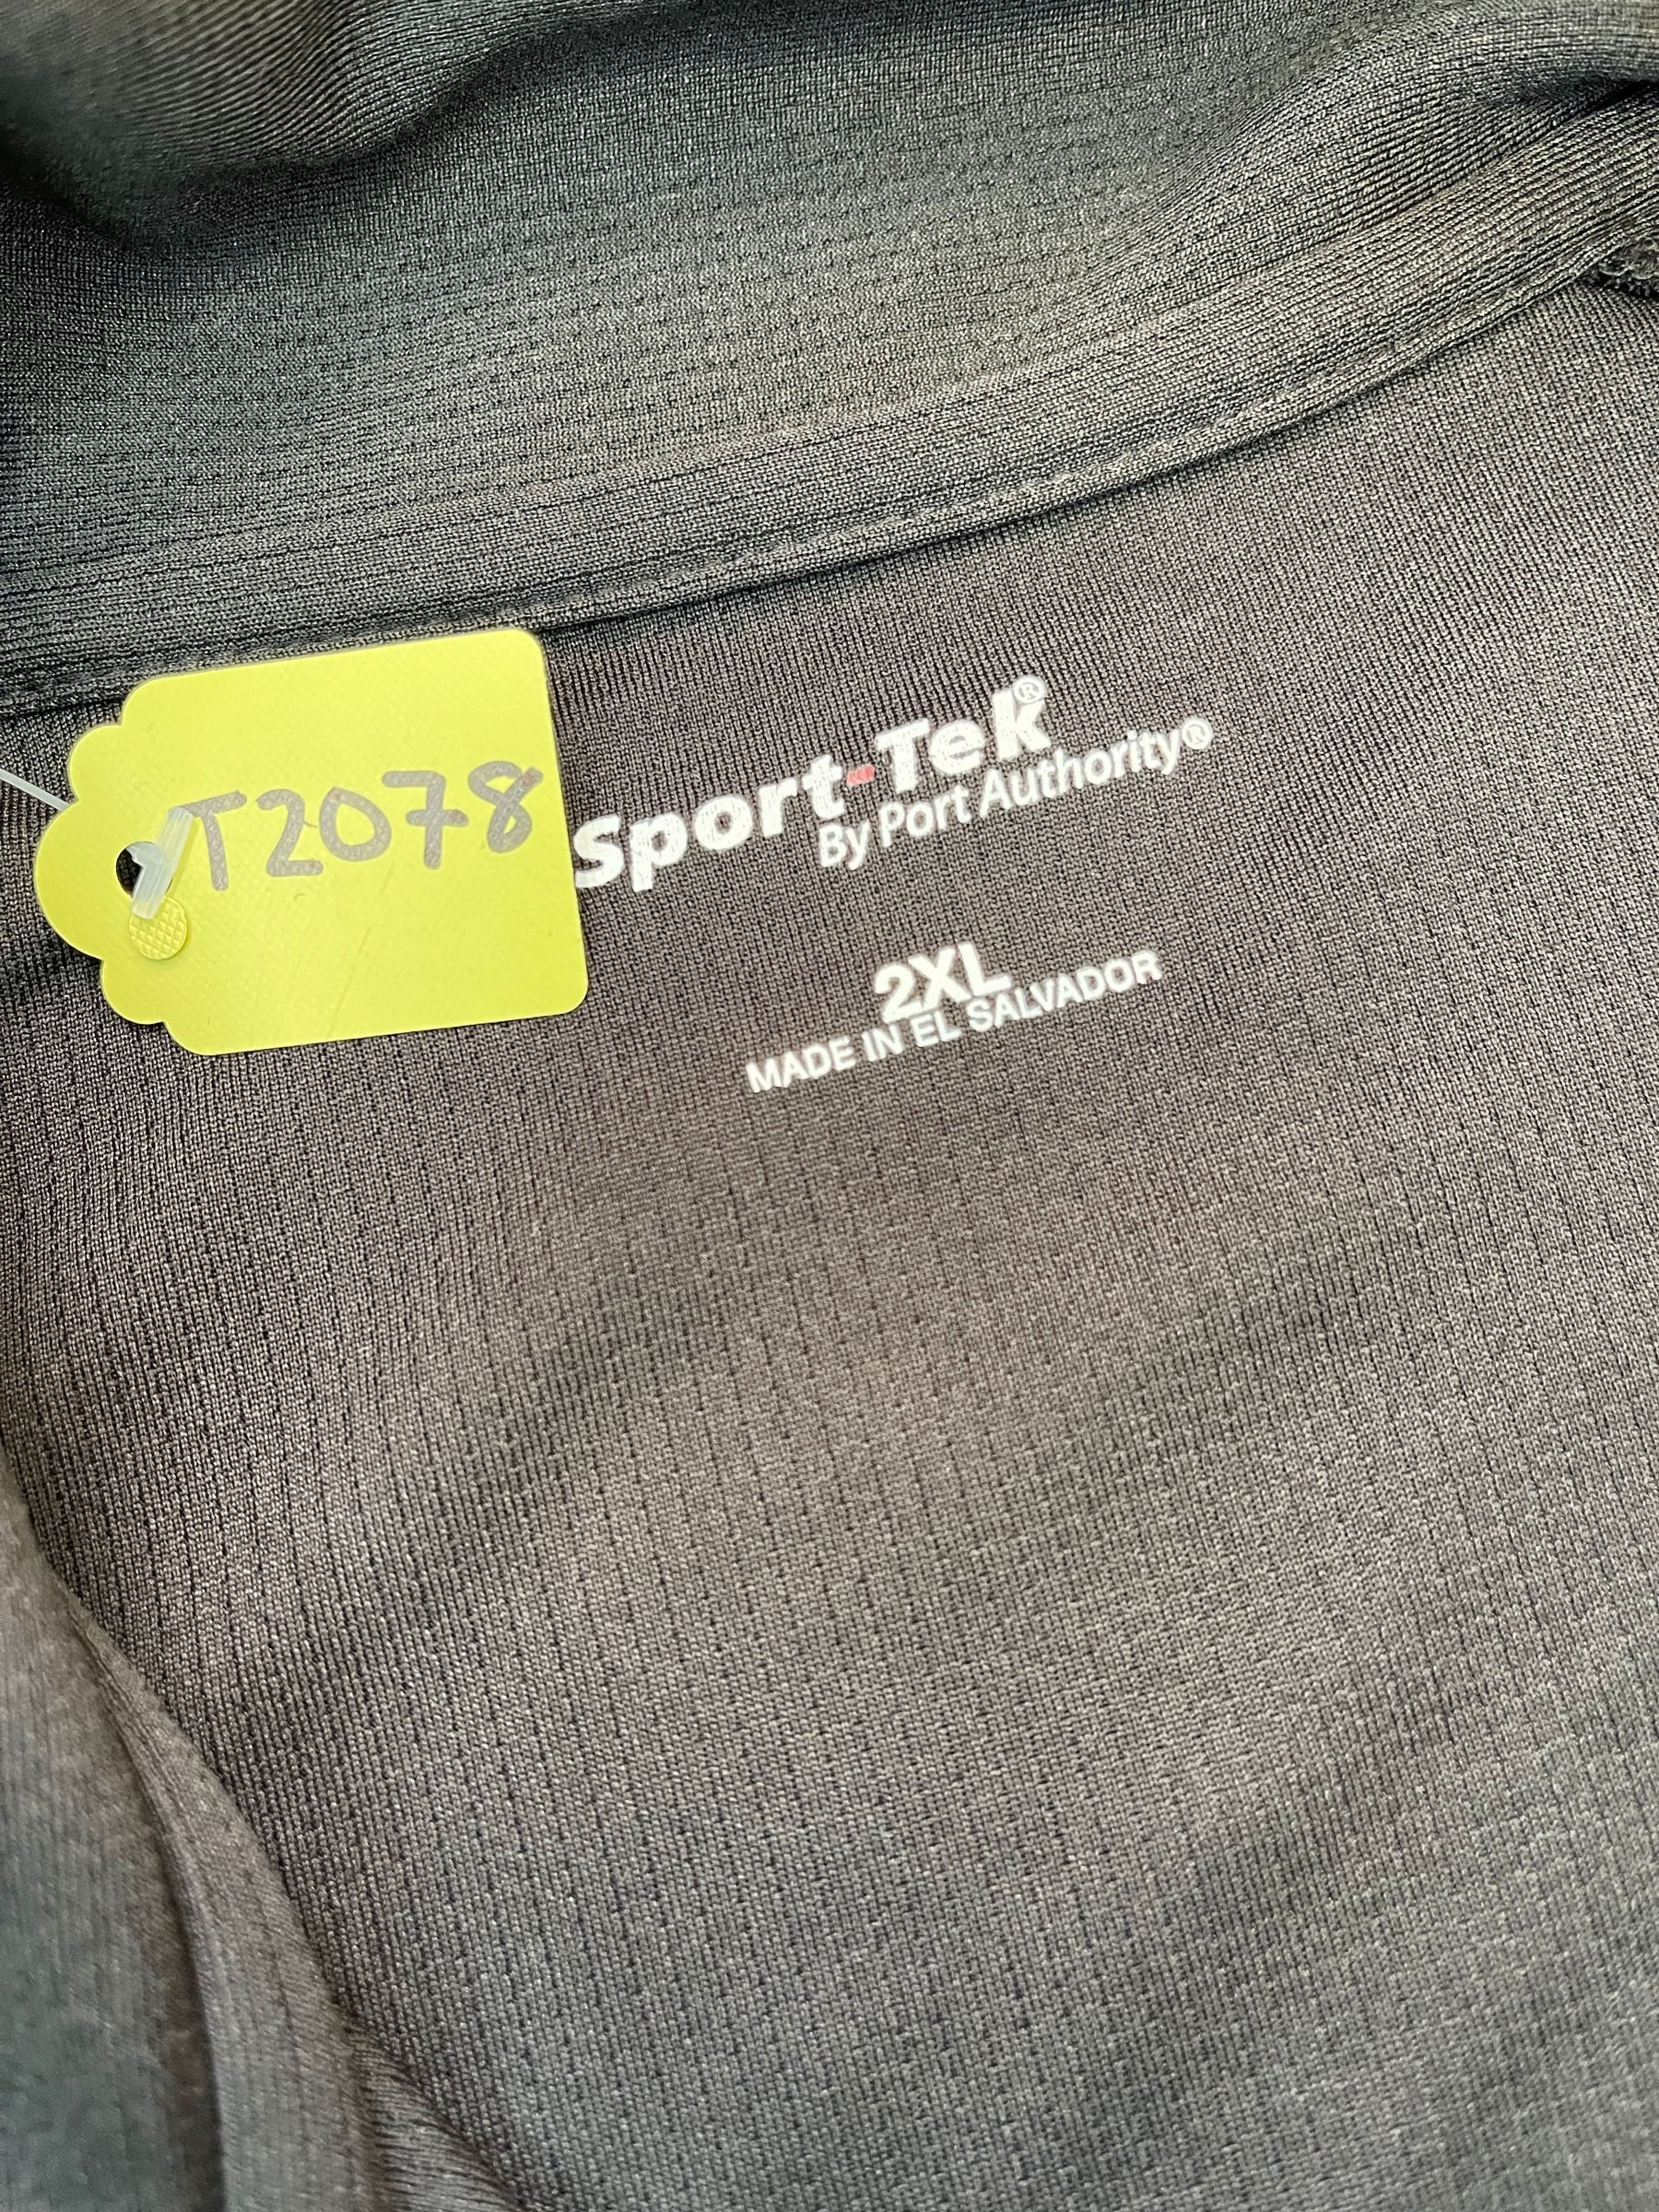 T2078
Sport-Tek®
By Port Authority®
2XL
MADE IN EL SALVADOR